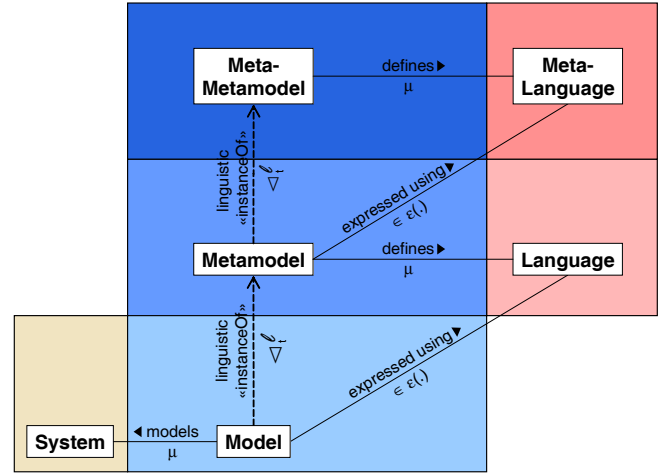 Meta-
Metamodel
defines ▶
μ
Meta-
Language
linguistic
«instanceOf»
◁ ℓ t
expressed using ▼
∈ ε(.)
Metamodel
defines ▶
μ
Language
linguistic
«instanceOf»
◁ ℓ t
expressed using ▼
∈ ε(.)
System
◀ models
μ
Model